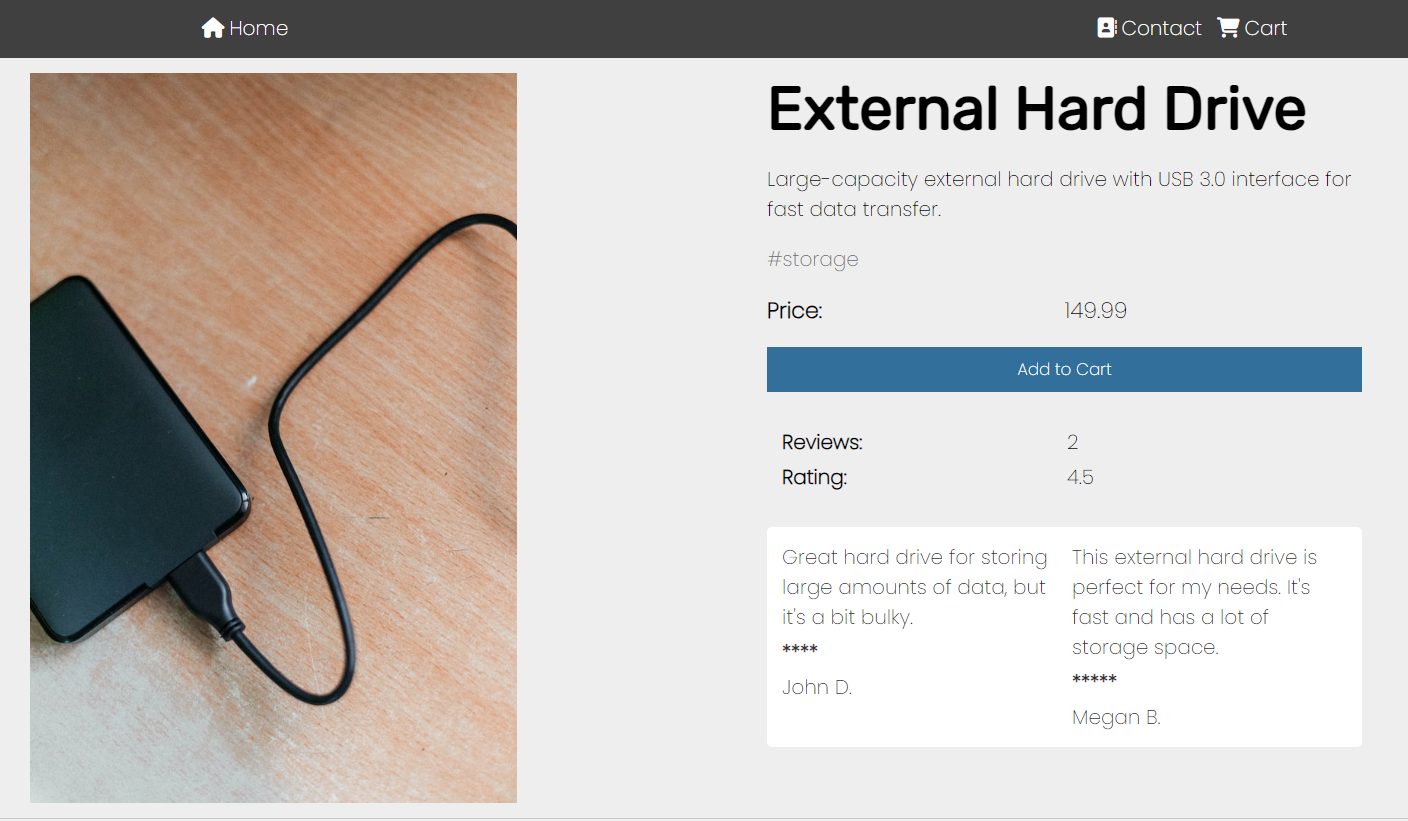 Home
Contact Cart
External Hard Drive
Large-capacity external hard drive with USB 3.0 interface for
fast data transfer.
#storage
Price: 149.99
Add to Cart
Reviews: 2
Rating: 4.5
Great hard drive for storing
large amounts of data, but
it's a bit bulky.
****
John D.
This external hard drive is
perfect for my needs. It's
fast and has a lot of
storage space.
*****
Megan B.